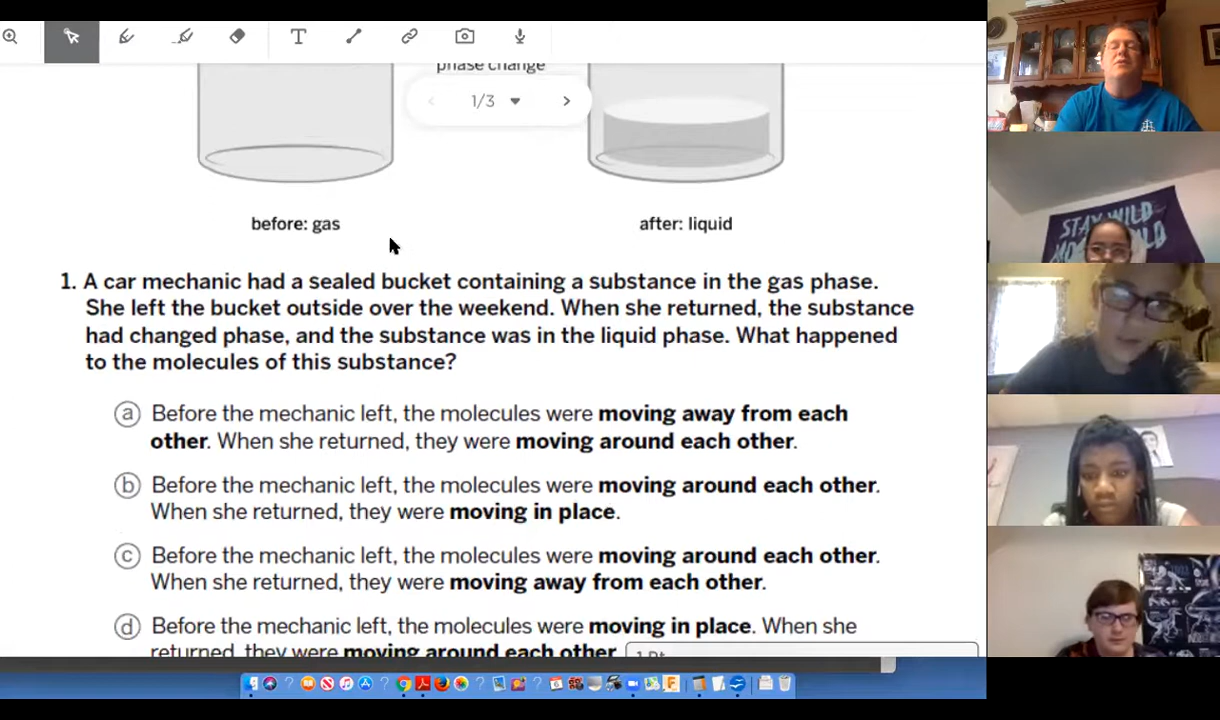 phase change
1/3
before: gas
after: liquid
1. A car mechanic had a sealed bucket containing a substance in the gas phase.
She left the bucket outside over the weekend. When she returned, the substance
had changed phase, and the substance was in the liquid phase. What happened
to the molecules of this substance?
a Before the mechanic left, the molecules were moving away from each
other. When she returned, they were moving around each other.
b Before the mechanic left, the molecules were moving around each other.
When she returned, they were moving in place.
c Before the mechanic left, the molecules were moving around each other.
When she returned, they were moving away from each other.
d Before the mechanic left, the molecules were moving in place. When she
returned, they were moving around each other.
1 Pt
STAY WILD